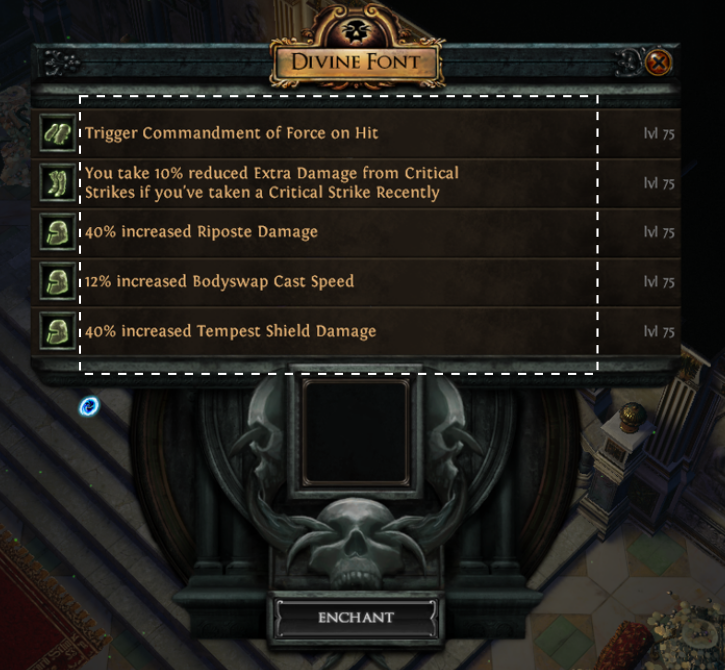 DIVINE FONT
Trigger Commandment of Force on Hit
lvl 75
You take 10% reduced Extra Damage from Critical
Strikes if you've taken a Critical Strike Recently
lvl 75
40% increased Riposte Damage
lvl 75
12% increased Bodyswap Cast Speed
lvl 75
40% increased Tempest Shield Damage
lvl 75
ENCHANT